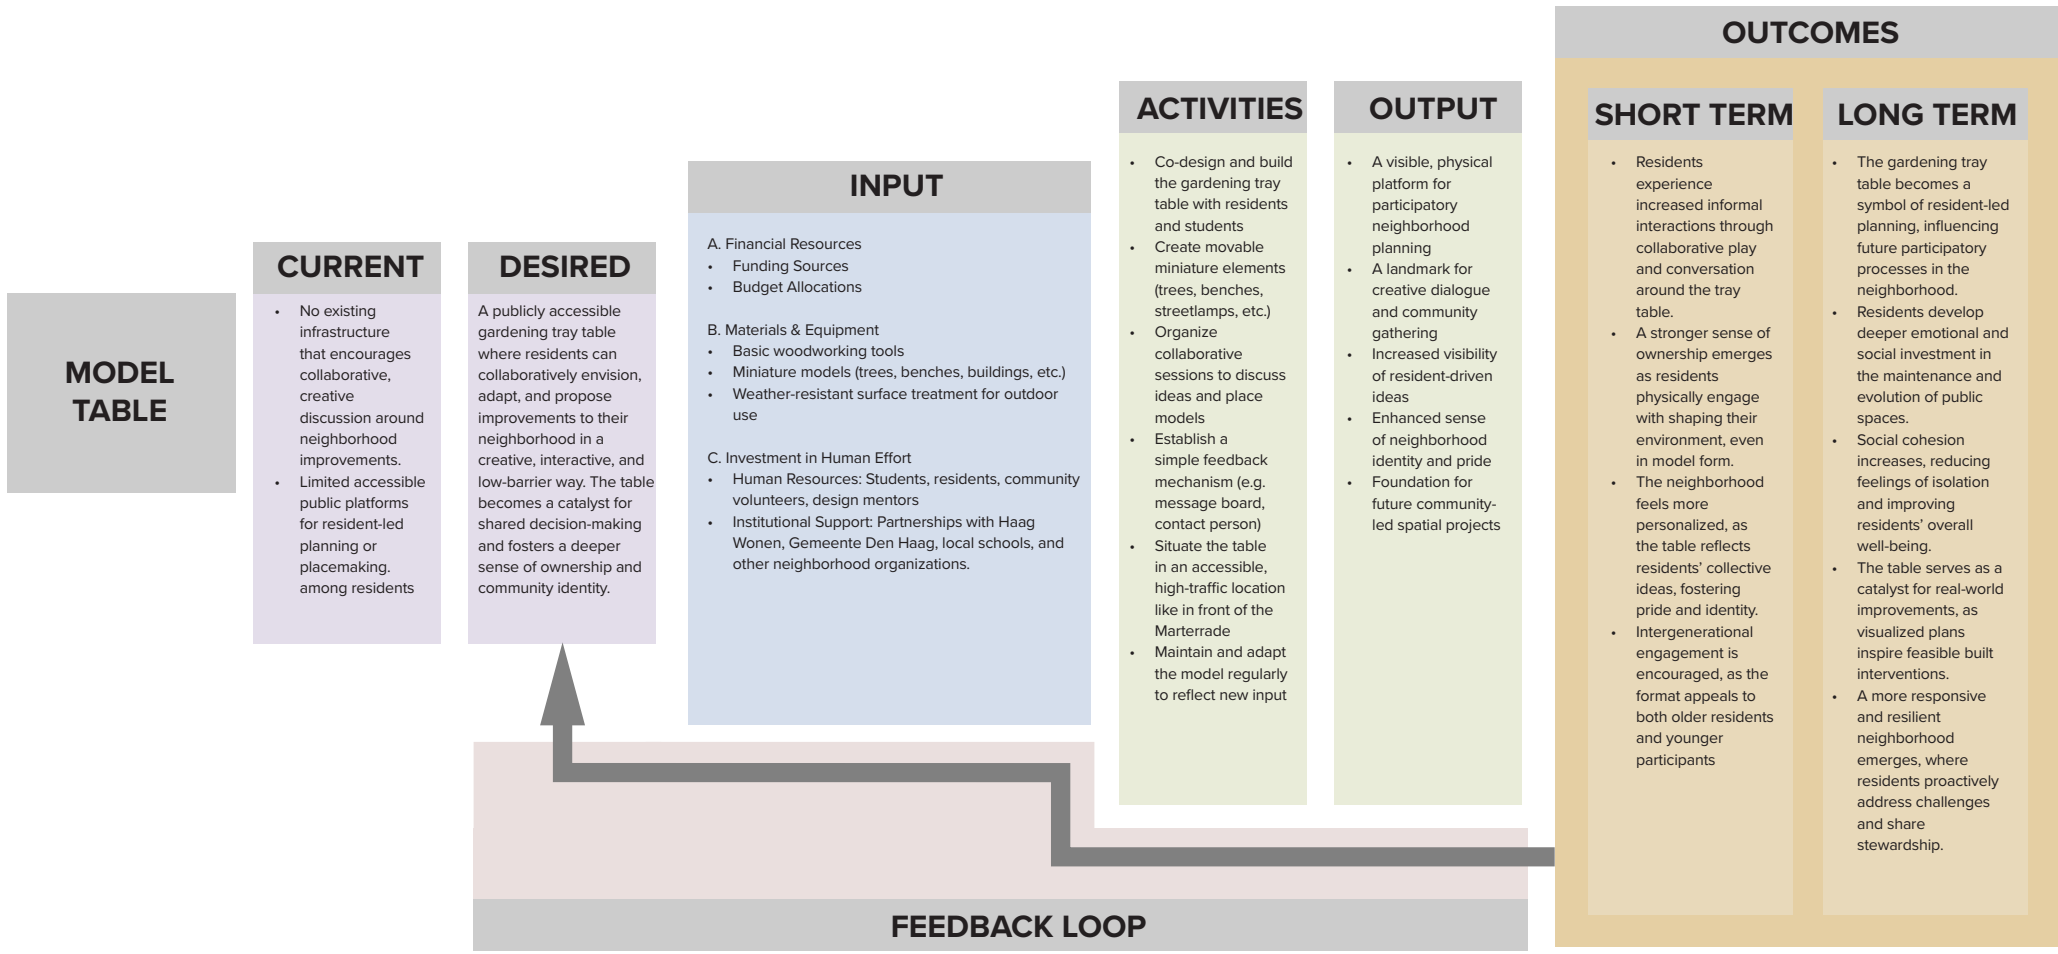 MODEL
TABLE
CURRENT
• No existing
infrastructure
that encourages
collaborative,
creative
discussion around
neighborhood
improvements.
• Limited accessible
public platforms
for resident-led
planning or
placemaking.
among residents
DESIRED
A publicly accessible
gardening tray table
where residents can
collaboratively envision,
adapt, and propose
improvements to their
neighborhood in a
creative, interactive, and
low-barrier way. The table
becomes a catalyst for
shared decision-making
and fosters a deeper
sense of ownership and
community identity.
INPUT
A. Financial Resources
• Funding Sources
• Budget Allocations
B. Materials & Equipment
• Basic woodworking tools
• Miniature models (trees, benches, buildings, etc.)
• Weather-resistant surface treatment for outdoor
use
C. Investment in Human Effort
• Human Resources: Students, residents, community
volunteers, design mentors
• Institutional Support: Partnerships with Haag
Wonen, Gemeente Den Haag, local schools, and
other neighborhood organizations.
ACTIVITIES
• Co-design and build
the gardening tray
table with residents
and students
• Create movable
miniature elements
(trees, benches,
streetlamps, etc.)
• Organize
collaborative
sessions to discuss
ideas and place
models
• Establish a
simple feedback
mechanism (e.g.
message board,
contact person)
• Situate the table
in an accessible,
high-traffic location
like in front of the
Marterrade
• Maintain and adapt
the model regularly
to reflect new input
OUTPUT
• A visible, physical
platform for
participatory
neighborhood
planning
• A landmark for
creative dialogue
and community
gathering
• Increased visibility
of resident-driven
ideas
• Enhanced sense
of neighborhood
identity and pride
• Foundation for
future community-
led spatial projects
OUTCOMES
SHORT TERM
• Residents
experience
increased informal
interactions through
collaborative play
and conversation
around the tray
table.
• A stronger sense of
ownership emerges
as residents
physically engage
with shaping their
environment, even
in model form.
• The neighborhood
feels more
personalized, as
the table reflects
residents' collective
ideas, fostering
pride and identity.
• Intergenerational
engagement is
encouraged, as the
format appeals to
both older residents
and younger
participants
LONG TERM
• The gardening tray
table becomes a
symbol of resident-led
planning, influencing
future participatory
processes in the
neighborhood.
• Residents develop
deeper emotional and
social investment in
the maintenance and
evolution of public
spaces.
• Social cohesion
increases, reducing
feelings of isolation
and improving
residents' overall
well-being.
• The table serves as a
catalyst for real-world
improvements, as
visualized plans
inspire feasible built
interventions.
• A more responsive
and resilient
neighborhood
emerges, where
residents proactively
address challenges
and share
stewardship.
FEEDBACK LOOP